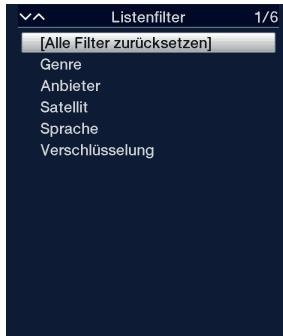 Listenfilter 1/6
[Alle Filter zurücksetzen]
Genre
Anbieter
Satellit
Sprache
Verschlüsselung